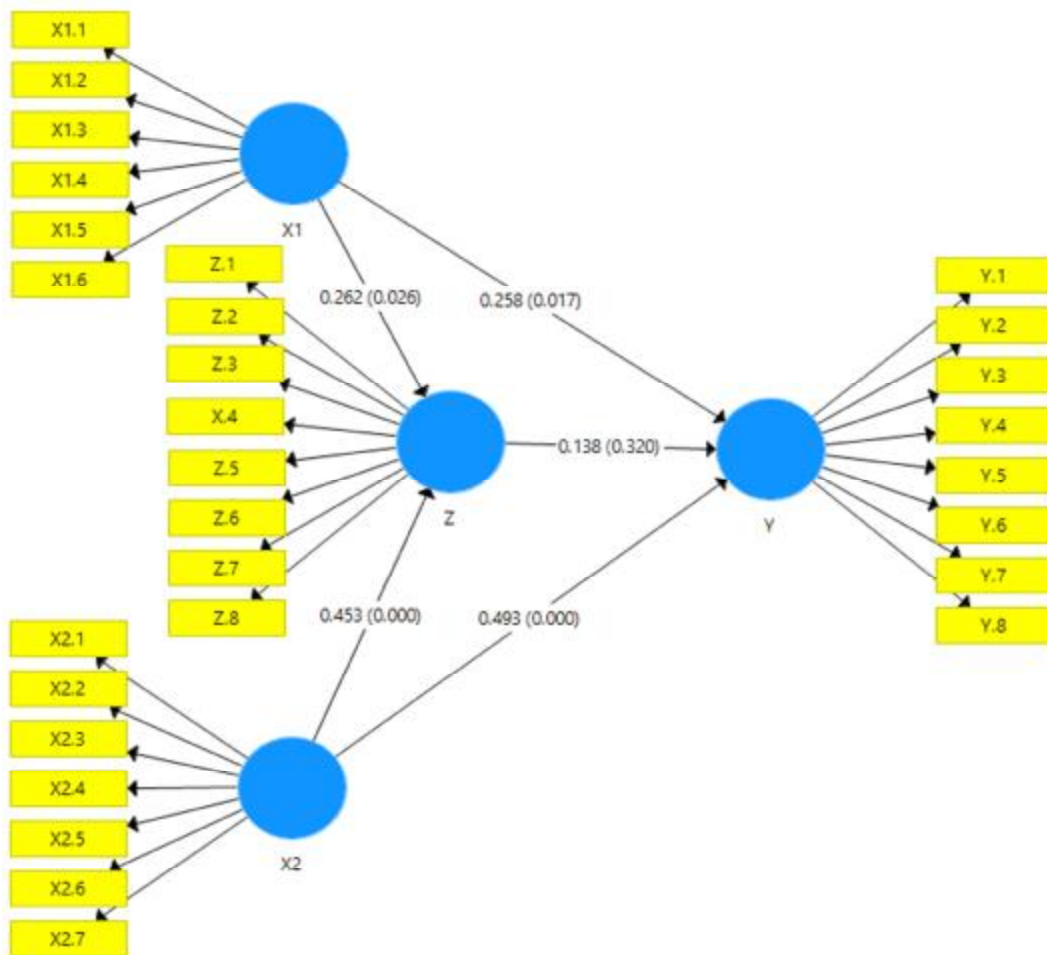 X1.1
X1.2
X1.3
X1.4
X1.5
X1.6
X1
Z.1
Z.2
Z.3
X.4
Z.5
Z.6
Z.7
Z.8
Z
0.262 (0.026)
0.258 (0.017)
0.138 (0.320)
0.453 (0.000)
0.493 (0.000)
Y.1
Y.2
Y.3
Y.4
Y.5
Y.6
Y.7
Y.8
Y
X2.1
X2.2
X2.3
X2.4
X2.5
X2.6
X2.7
X2